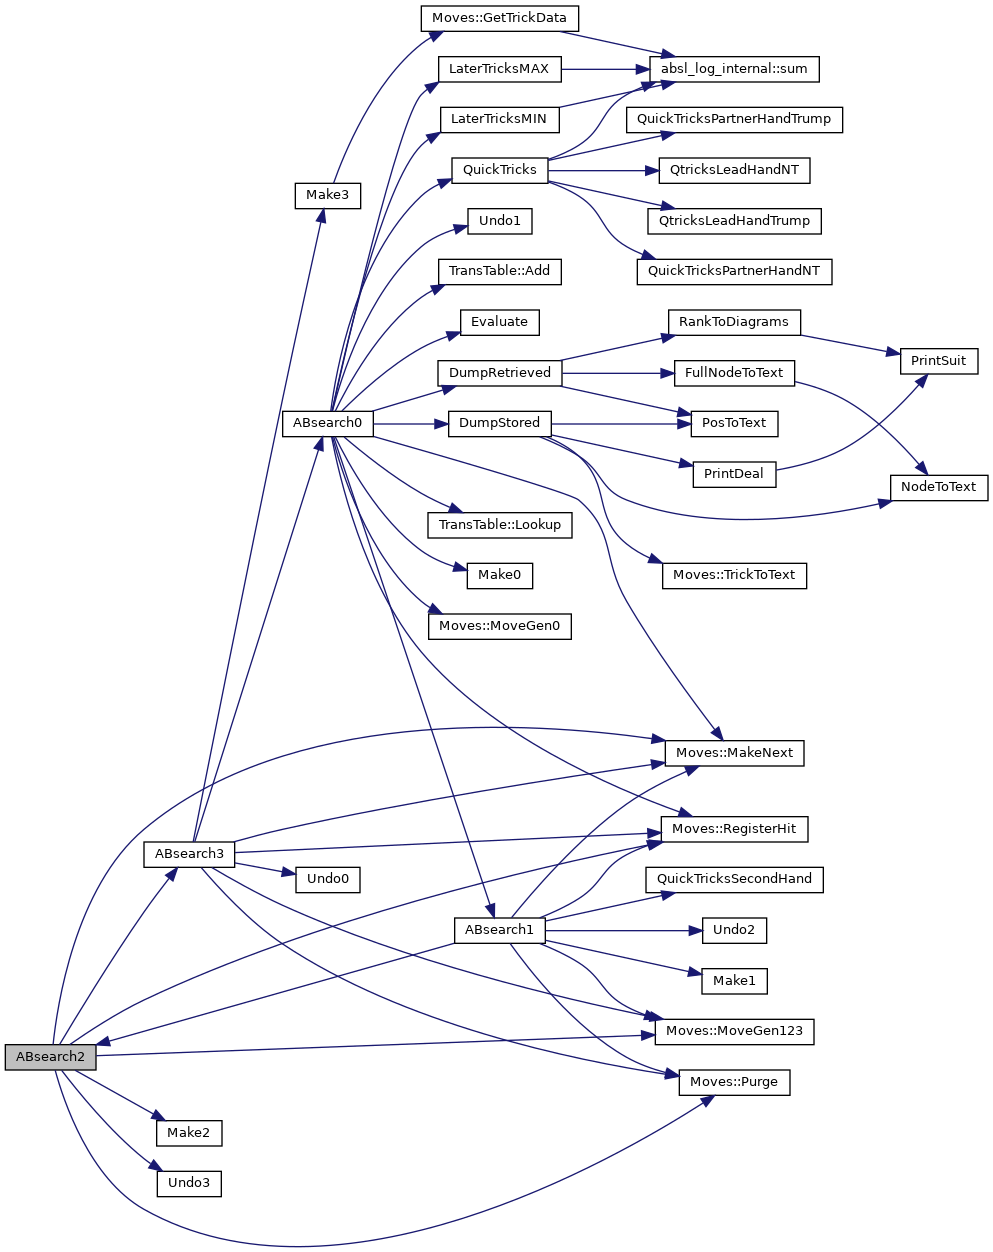 Moves::GetTrickData
LaterTricksMAX
absl_log_internal::sum
LaterTricksMIN
QuickTricksPartnerHandTrump
QuickTricks
QtricksLeadHandNT
Make3
Undo1
QtricksLeadHandTrump
TransTable::Add
QuickTricksPartnerHandNT
Evaluate
RankToDiagrams
PrintSuit
DumpRetrieved
FullNodeToText
ABsearch0
DumpStored
PosToText
PrintDeal
NodeToText
TransTable::Lookup
Make0
Moves::TrickToText
Moves::MoveGen0
Moves::MakeNext
Moves::RegisterHit
ABsearch3
Undo0
QuickTricksSecondHand
ABsearch1
Undo2
Make1
Moves::MoveGen123
ABsearch2
Moves::Purge
Make2
Undo3